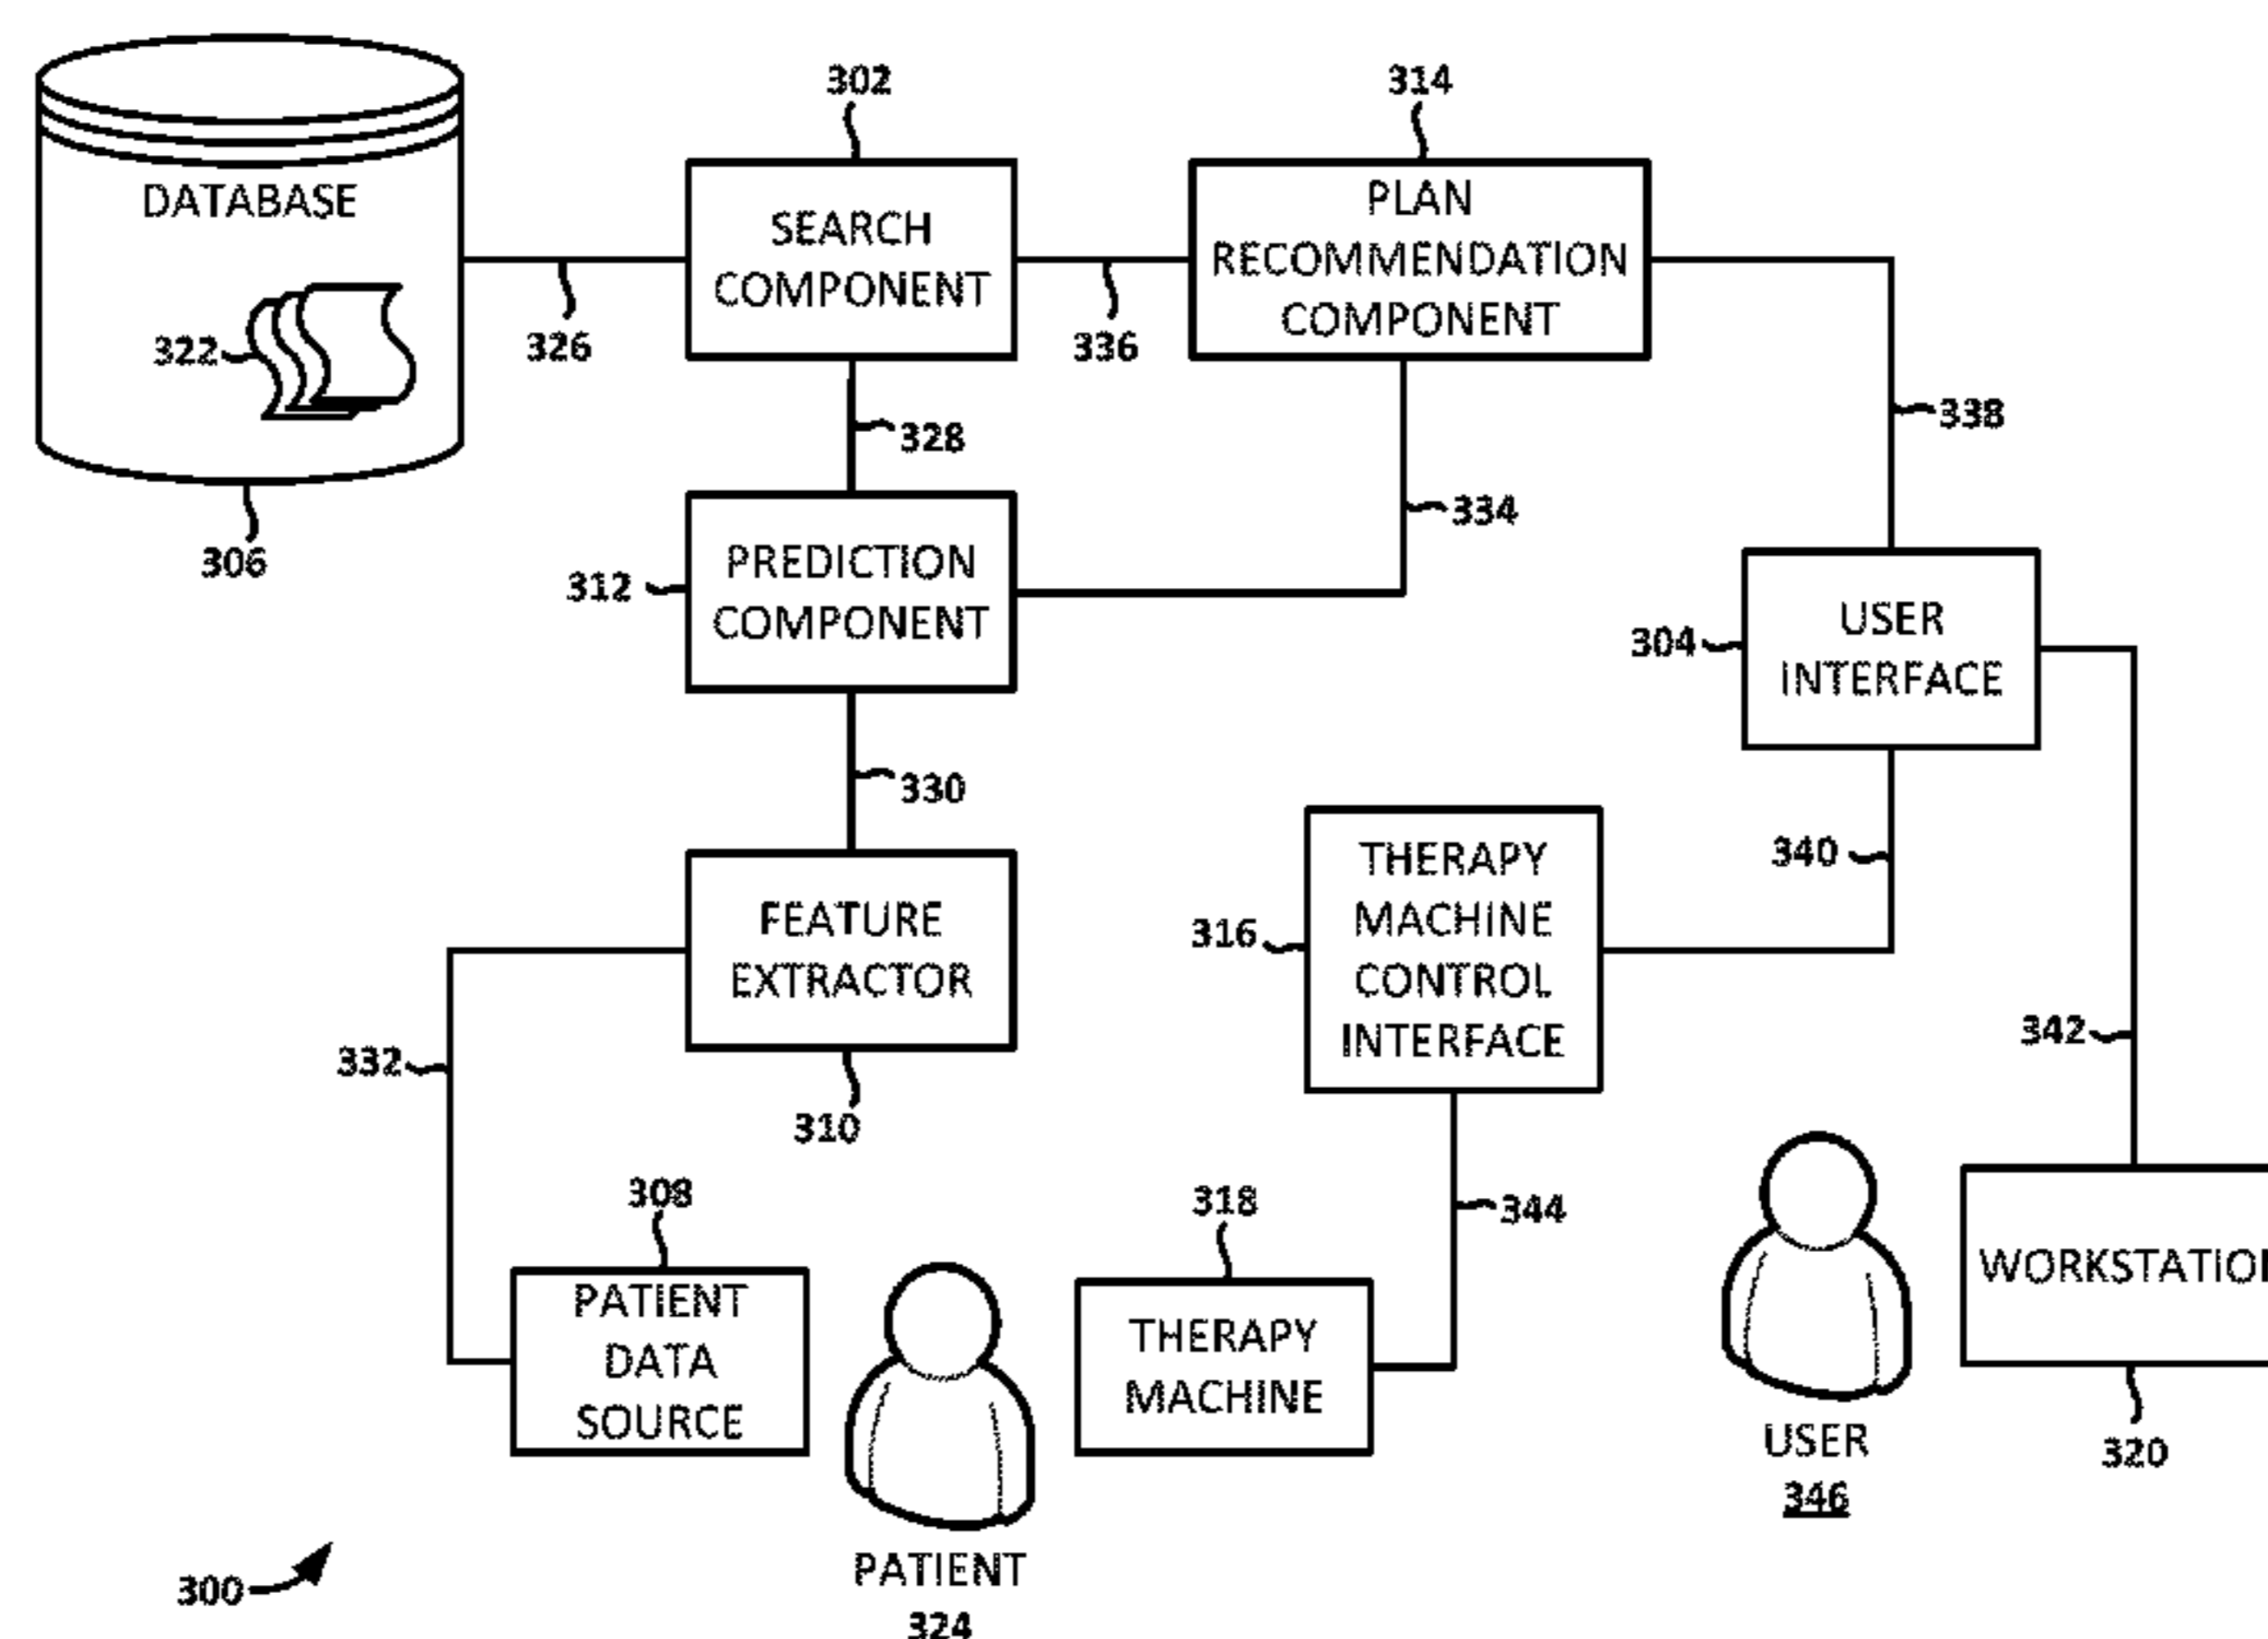 302
314
DATABASE
SEARCH
COMPONENT
PLAN
RECOMMENDATION
COMPONENT
322
326
336
328
338
334
306
312
PREDICTION
COMPONENT
304
USER
INTERFACE
330
340
THERAPY
MACHINE
CONTROL
INTERFACE
316
FEATURE
EXTRACTOR
332
342
310
308
318
344
PATIENT
DATA
SOURCE
THERAPY
MACHINE
WORKSTATION
USER
346
320
PATIENT
324
300